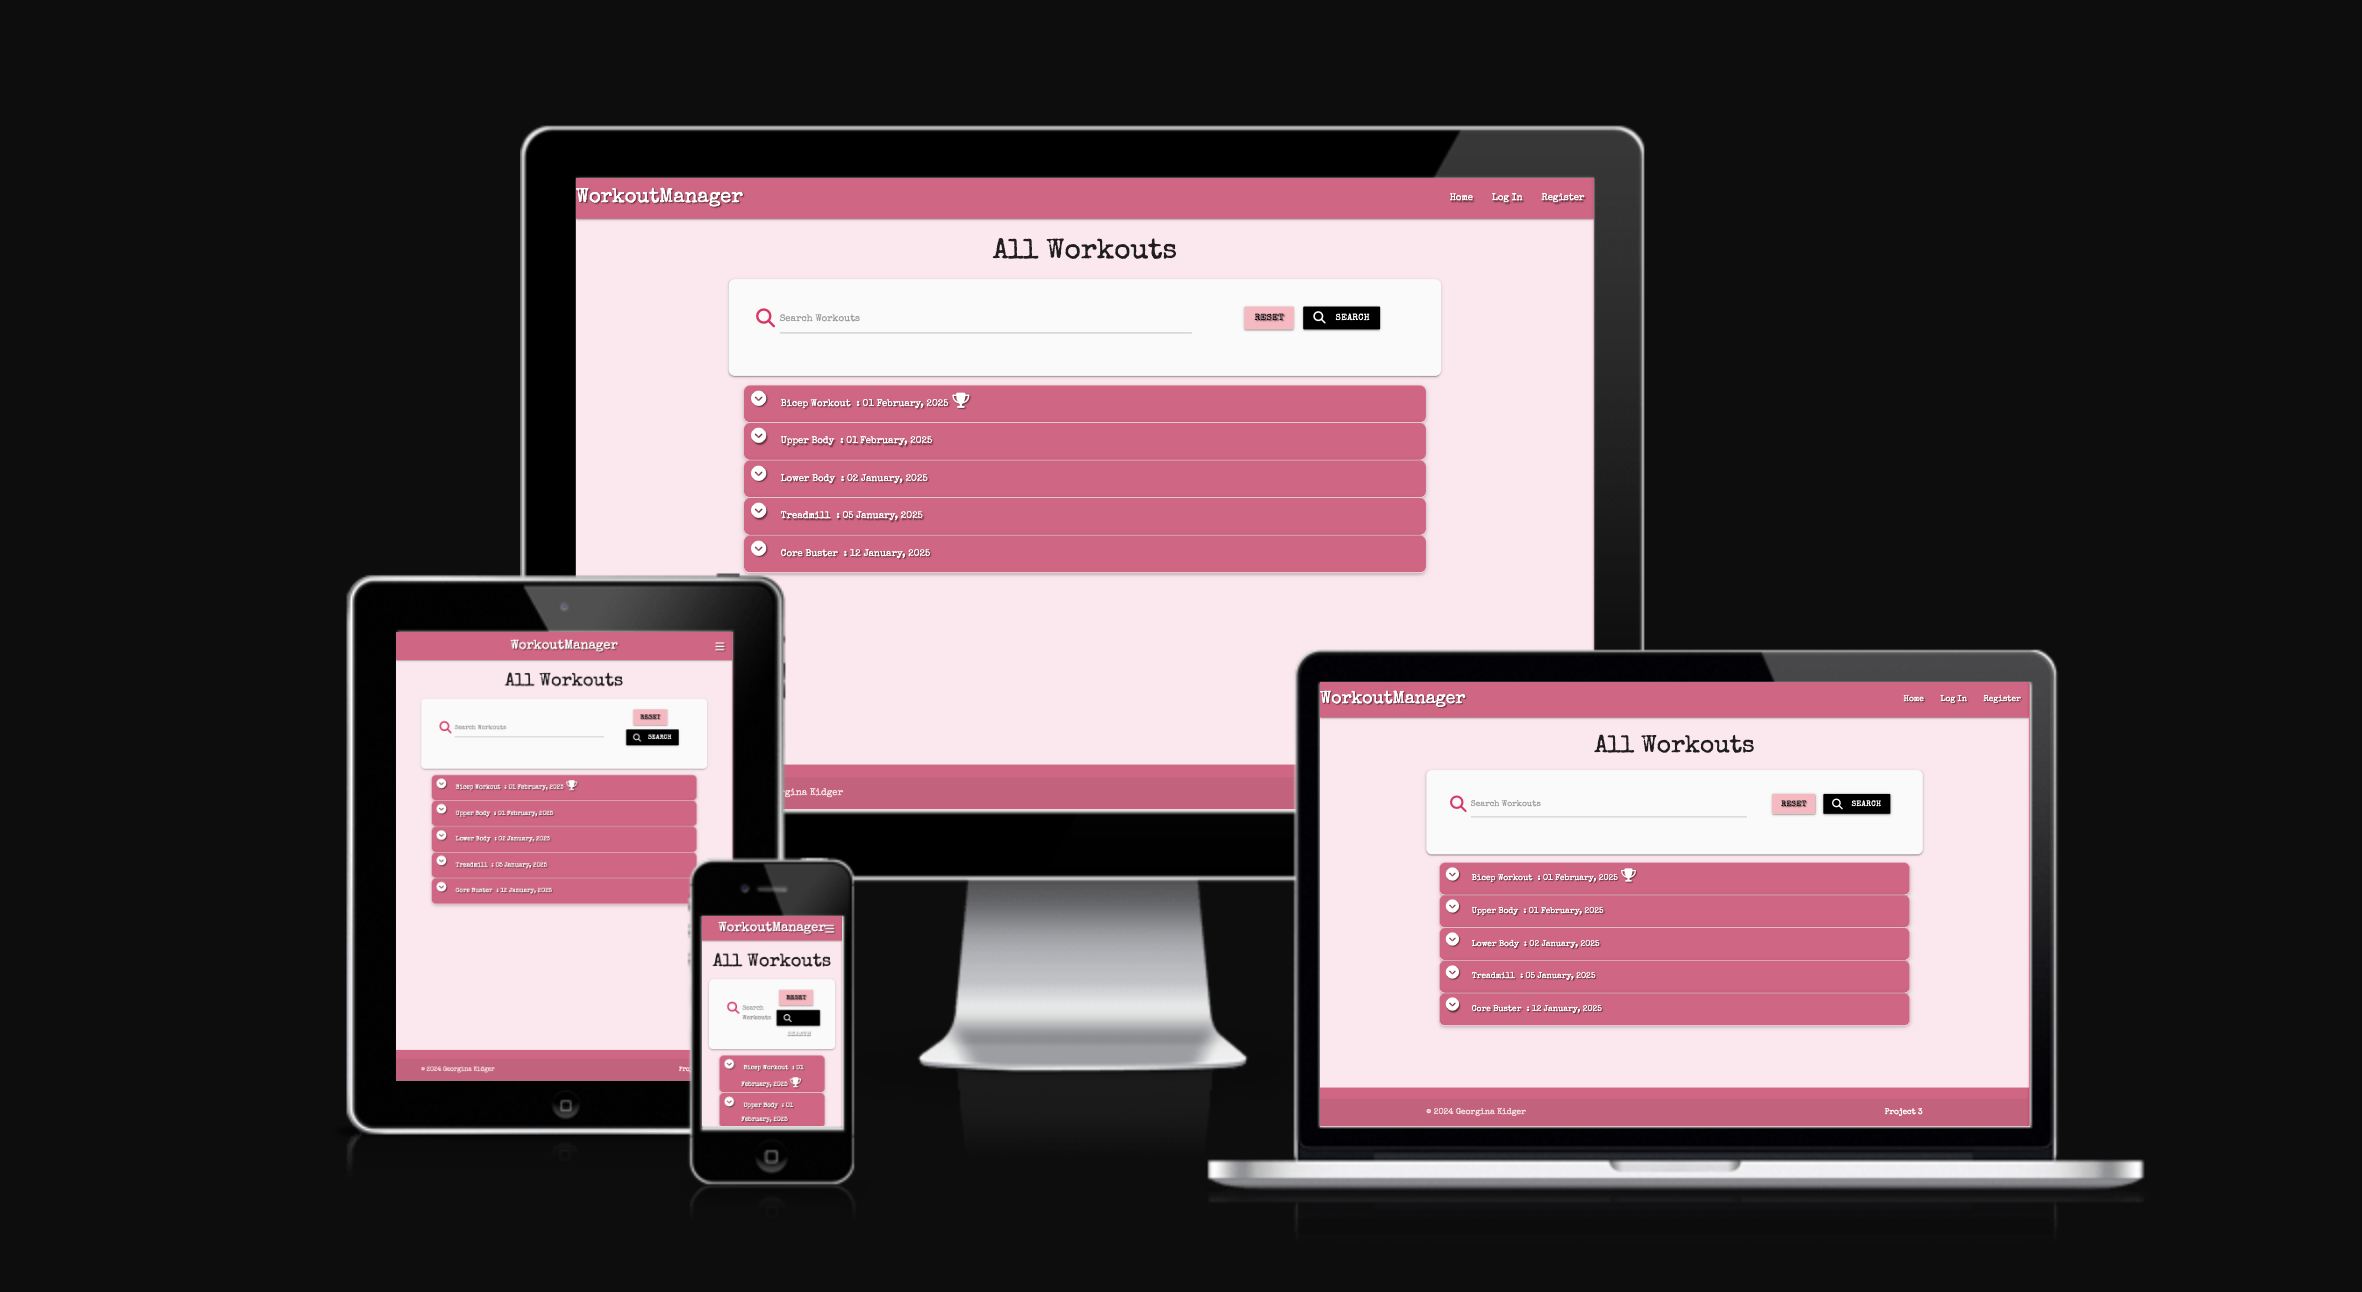 WorkoutManager
Home Log In Register
All Workouts
Search Workouts
RESET SEARCH
Bicep Workout : 01 February, 2025
Upper Body : 01 February, 2025
Lower Body : 02 January, 2025
Treadmill : 05 January, 2025
Core Buster : 12 January, 2025
gina Kidger
WorkoutManager
All Workouts
RESET
Search Workouts
SEARCH
Bicep Workout : 01 February, 2025
Upper Body : 01 February, 2025
Lower Body : 02 January, 2025
Treadmill : 05 January, 2025
Core Buster : 12 January, 2025
© 2024 Georgina Kidger Pro
WorkoutManager
All Workouts
RESET
Search
Workouts
SEARCH
Bicep Workout : 01
February, 2025
Upper Body : 01
February, 2025
WorkoutManager
Home Log In Register
All Workouts
Search Workouts
RESET SEARCH
Bicep Workout : 01 February, 2025
Upper Body : 01 February, 2025
Lower Body : 02 January, 2025
Treadmill : 05 January, 2025
Core Buster : 12 January, 2025
© 2024 Georgina Kidger Project 3